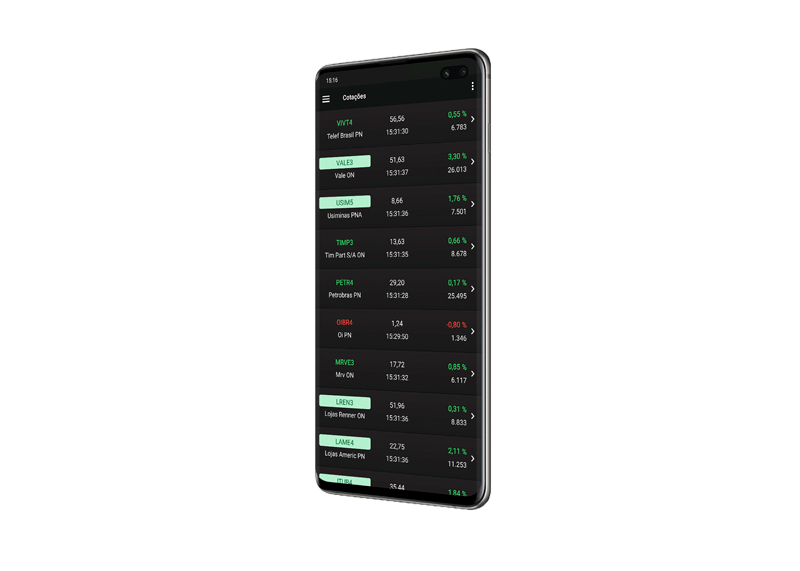 15:16
Cotações
VIVT4 56,56 0,55 %
Telef Brasil PN 15:31:30 6.783
VALE3 51,63 3,30 %
Vale ON 15:31:37 26.013
USIM5 8,66 1,76 %
Usiminas PNA 15:31:36 7.501
TIMP3 13,63 0,66 %
Tim Part S/A ON 15:31:35 8.678
PETR4 29,20 0,17 %
Petrobras PN 15:31:28 25.495
OIBR4 1,24 -0,80 %
Oi PN 15:29:50 1.346
MRVE3 17,72 0,85 %
Mrv ON 15:31:32 6.117
LREN3 51,96 0,31 %
Lojas Renner ON 15:31:36 8.833
LAME4 22,75 2,11 %
Lojas Americ PN 15:31:36 11.253
ITUB4 35,44 1,84 %